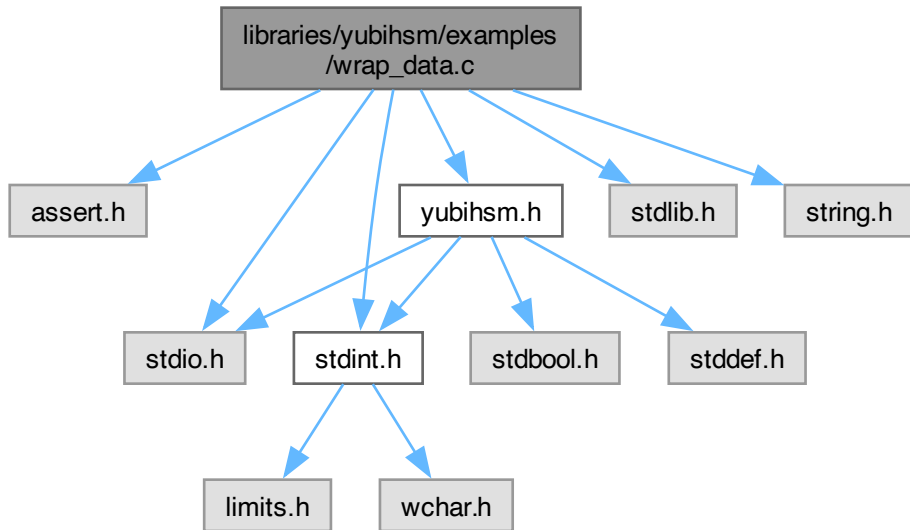 libraries/yubihsm/examples
/wrap_data.c
assert.h
yubihsm.h
stdlib.h
string.h
stdio.h
stdint.h
stdbool.h
stddef.h
limits.h
wchar.h